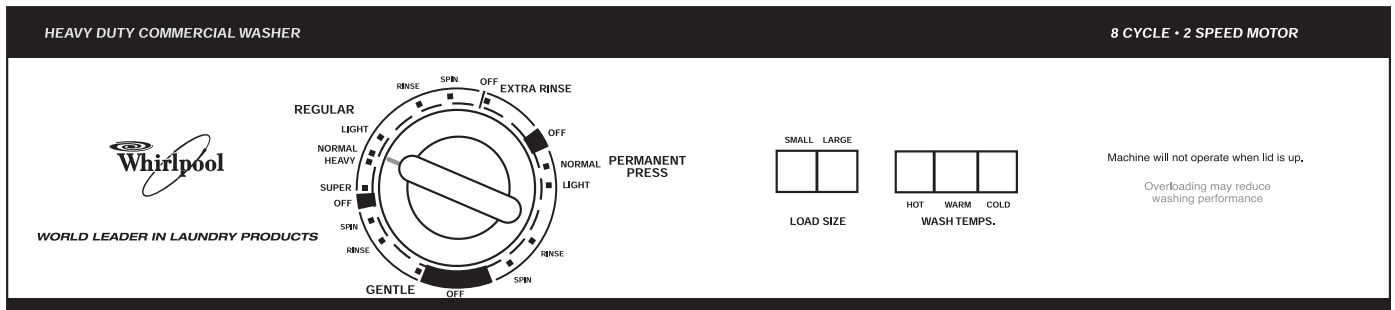 HEAVY DUTY COMMERCIAL WASHER
8 CYCLE • 2 SPEED MOTOR
Whirlpool
WORLD LEADER IN LAUNDRY PRODUCTS
REGULAR
RINSE
SPIN
OFF
EXTRA RINSE
LIGHT
NORMAL
HEAVY
SUPER
OFF
SPIN
RINSE
GENTLE
OFF
OFF
NORMAL
PERMANENT
PRESS
LIGHT
RINSE
SPIN
SMALL LARGE
LOAD SIZE
HOT WARM COLD
WASH TEMPS.
Machine will not operate when lid is up.
Overloading may reduce
washing performance